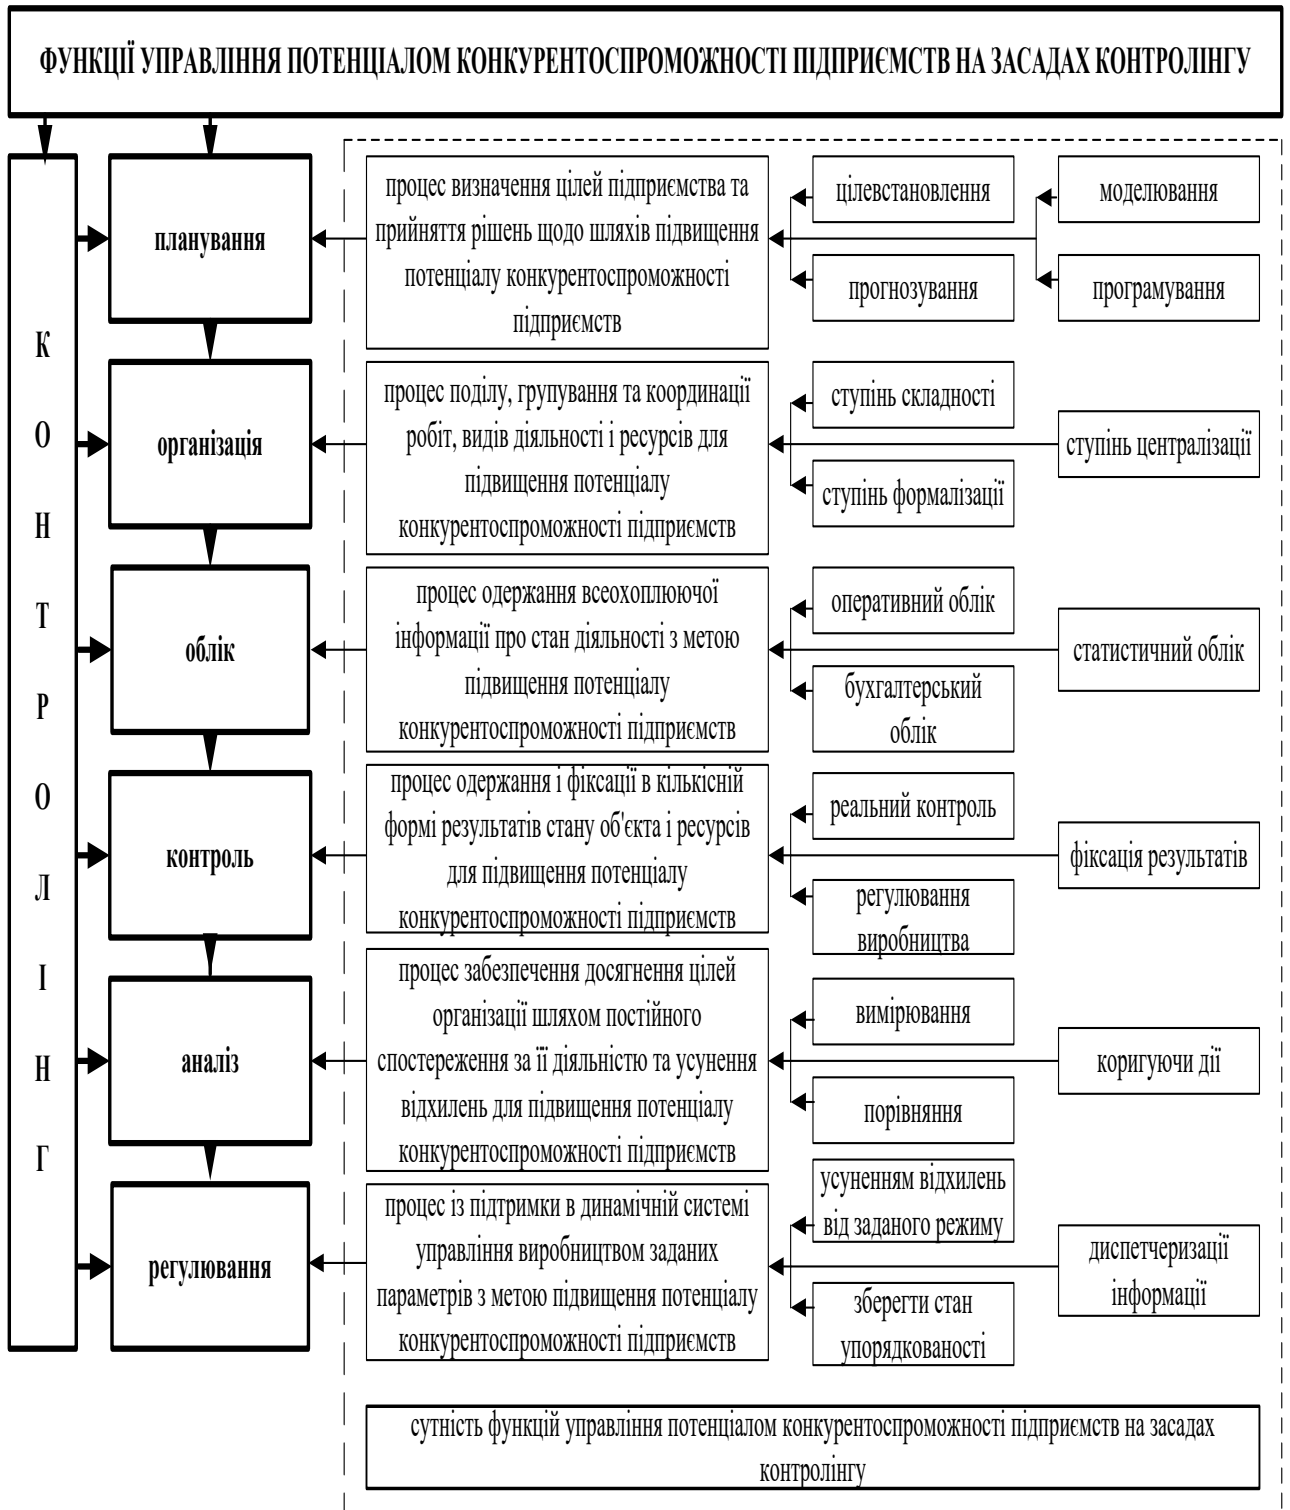 ФУНКЦІЇ УПРАВЛІННЯ ПОТЕНЦІАЛОМ КОНКУРЕНТОСПРОМОЖНОСТІ ПІДПРИЄМСТВ НА ЗАСАДАХ КОНТРОЛІНГУ
К
О
Н
Т
Р
О
Л
І
Н
Г
планування
процес визначення цілей підприємства та
прийняття рішень щодо шляхів підвищення
потенціалу конкурентоспроможності
підприємств
цілевстановлення
прогнозування
моделювання
програмування
організація
процес поділу, групування та координації
робіт, видів діяльності і ресурсів для
підвищення потенціалу
конкурентоспроможності підприємств
ступінь складності
ступінь формалізації
ступінь централізації
облік
процес одержання всеохоплюючої
інформації про стан діяльності з метою
підвищення потенціалу
конкурентоспроможності підприємств
оперативний облік
бухгалтерський
облік
статистичний облік
контроль
процес одержання і фіксації в кількісній
формі результатів стану об'єкта і ресурсів
для підвищення потенціалу
конкурентоспроможності підприємств
реальний контроль
регулювання
виробництва
фіксація результатів
аналіз
процес забезпечення досягнення цілей
організації шляхом постійного
спостереження за її діяльністю та усунення
відхилень для підвищення потенціалу
конкурентоспроможності підприємств
вимірювання
порівняння
коригуючи дії
регулювання
процес із підтримки в динамічній системі
управління виробництвом заданих
параметрів з метою підвищення потенціалу
конкурентоспроможності підприємств
усуненням відхилень
від заданого режиму
зберегти стан
упорядкованості
диспетчеризації
інформації
сутність функцій управління потенціалом конкурентоспроможності підприємств на засадах
контролінгу